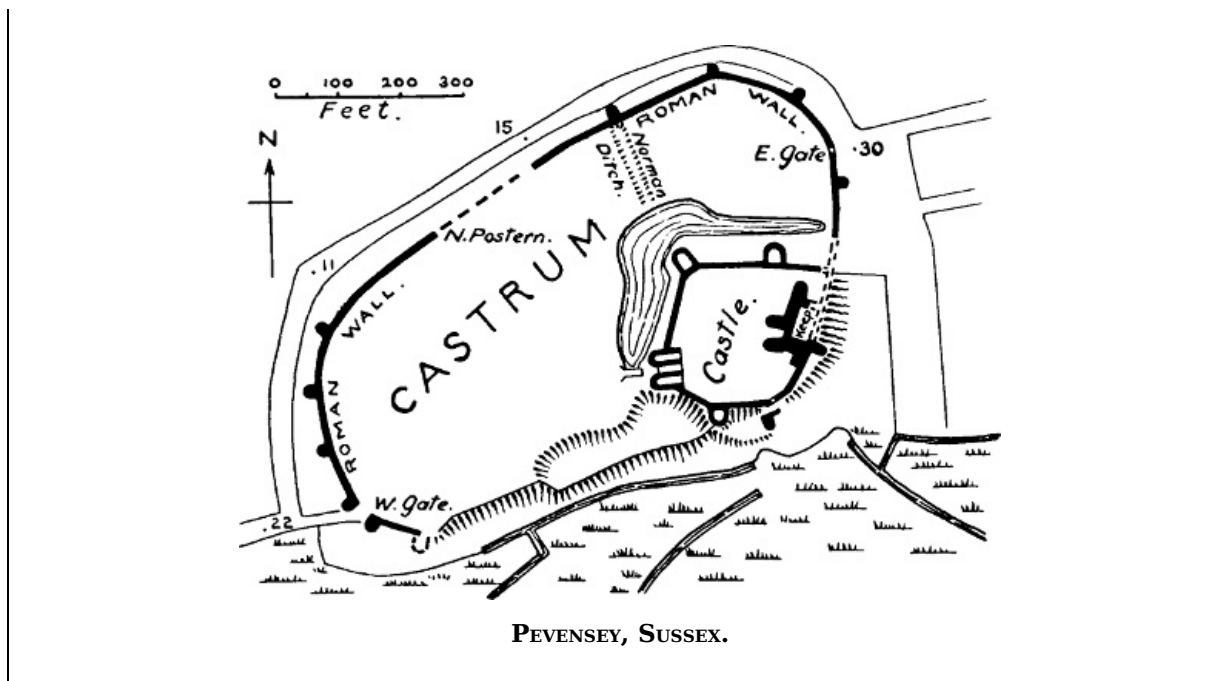 0 100 200 300
Feet.
N
15
ROMAN WALL.
Norman
Ditch.
E. Gate
.30
N. Postern.
.11
CASTRUM
WALL.
ROMAN
Castle.
Keep
W. Gate.
.22
PEVENSEY, SUSSEX.